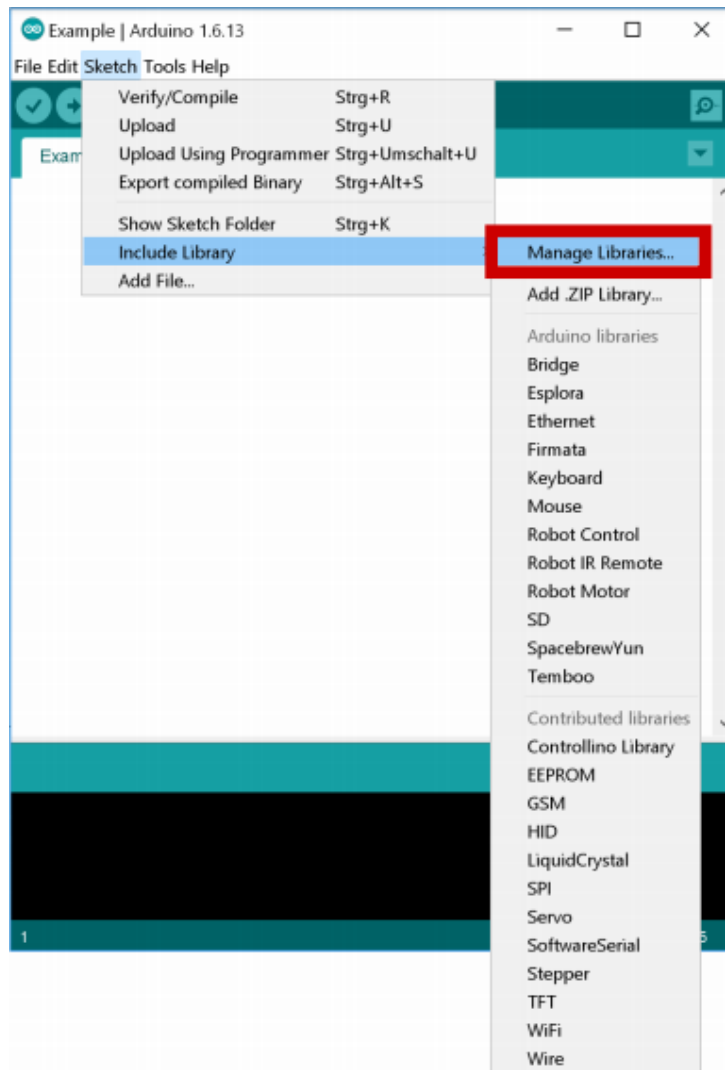 Example | Arduino 1.6.13
File Edit Sketch Tools Help
Verify/Compile Strg+R
Upload Strg+U
Exam
Upload Using Programmer Strg+Umschalt+U
Export compiled Binary Strg+Alt+S
Show Sketch Folder Strg+K
Include Library
Manage Libraries...
Add File...
Add .ZIP Library...
Arduino libraries
Bridge
Esplora
Ethernet
Firmata
Keyboard
Mouse
Robot Control
Robot IR Remote
Robot Motor
SD
SpacebrewYun
Temboo
Contributed libraries
Controllino Library
EEPROM
GSM
HID
LiquidCrystal
SPI
Servo
1
SoftwareSerial
Stepper
TFT
WiFi
Wire